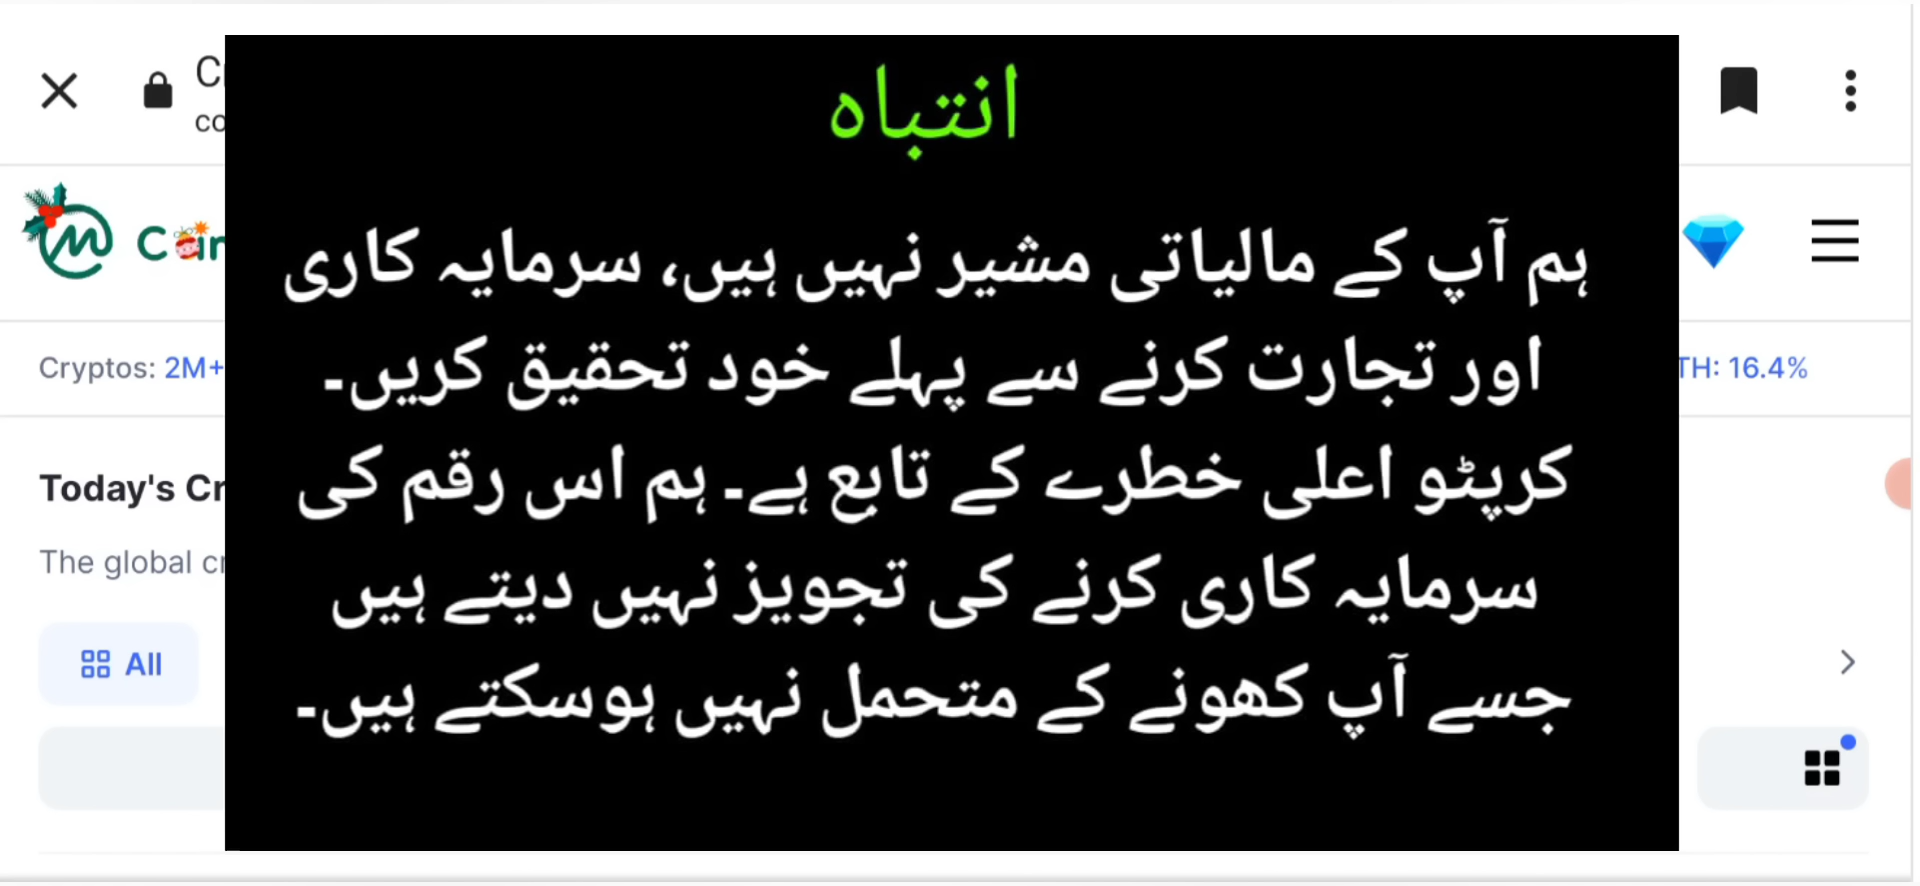 انتباہ
ہم آپ کے مالیاتی مشیر نہیں ہیں، سرمایہ کاری
اور تجارت کرنے سے پہلے خود تحقیق کریں۔
کرپٹو اعلی خطرے کے تابع ہے۔ ہم اس رقم کی
سرمایہ کاری کرنے کی تجویز نہیں دیتے ہیں
جسے آپ کھونے کے متحمل نہیں ہوسکتے ہیں۔
Cryptos: 2M+
TH: 16.4%
Today's Cr
The global cr
All